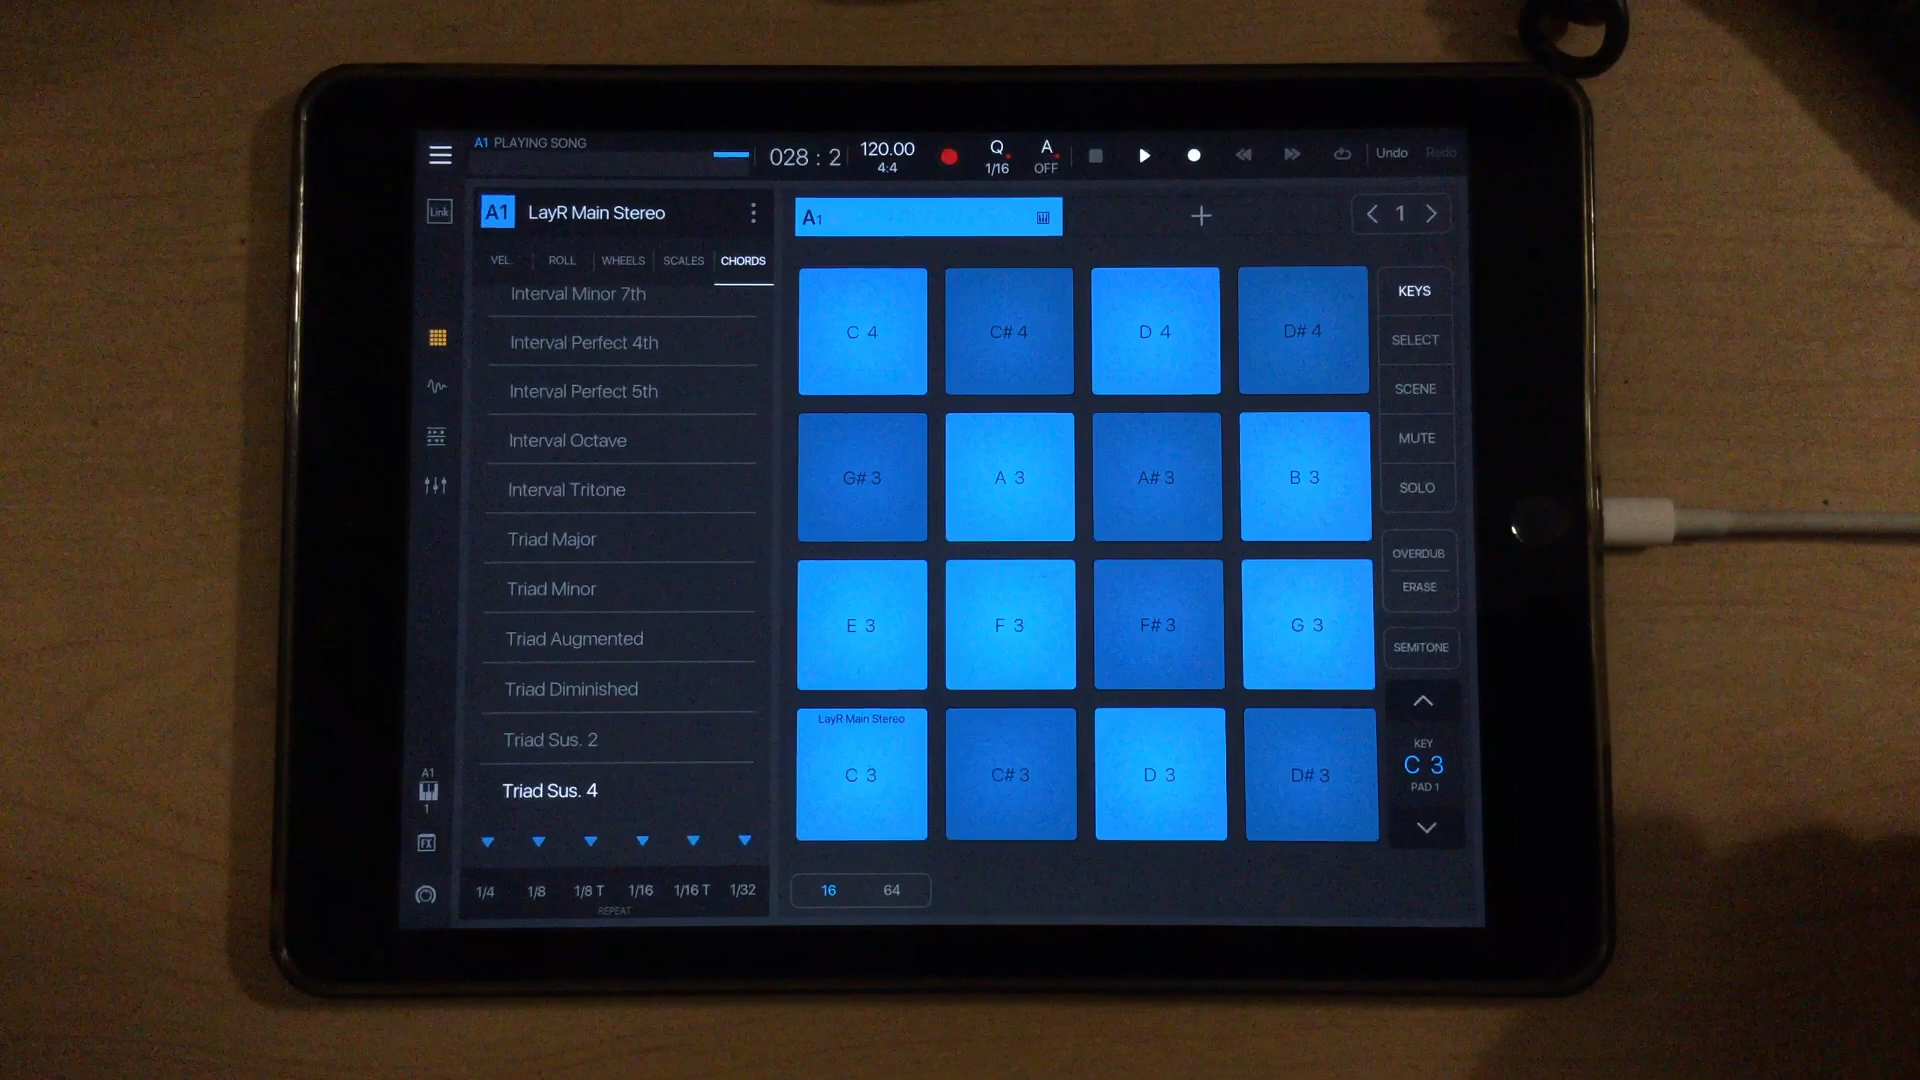 A1 PLAYING SONG
028 : 2
120.00
4:4
Q
1/16
A
OFF
Undo
Redo
Link
A1 LayR Main Stereo
VEL
ROLL
WHEELS
SCALES
CHORDS
Interval Minor 7th
Interval Perfect 4th
Interval Perfect 5th
Interval Octave
Interval Tritone
Triad Major
Triad Minor
Triad Augmented
Triad Diminished
Triad Sus. 2
Triad Sus. 4
1/4
1/8
1/8 T
1/16
1/16 T
1/32
REPEAT
A1
1
FX
A1
1
C 4
C# 4
D 4
D# 4
G# 3
A 3
A# 3
B 3
E 3
F 3
F# 3
G 3
LayR Main Stereo
C 3
C# 3
D 3
D# 3
16
64
KEYS
SELECT
SCENE
MUTE
SOLO
OVERDUB
ERASE
SEMITONE
KEY
C 3
PAD 1